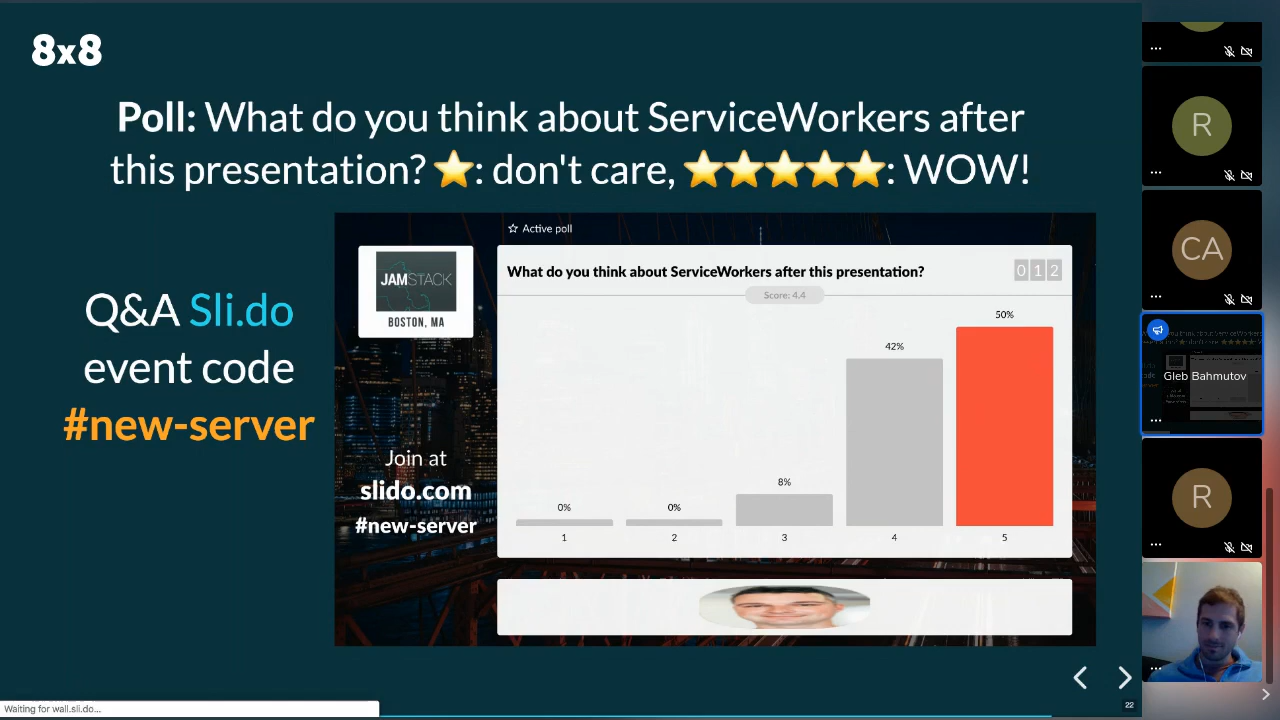 8x8
Poll: What do you think about ServiceWorkers after
this presentation? ⭐: don't care, ⭐⭐⭐⭐⭐: WOW!
Q&A Sli.do
event code
#new-server
JAMSTACK
BOSTON, MA
Join at
slido.com
#new-server
Active poll
What do you think about ServiceWorkers after this presentation?
012
Score: 4,4
0%
0%
8%
42%
50%
1
2
3
4
5
22
Waiting for wall.sli.do...
R
CA
Gleb Bahmutov
R